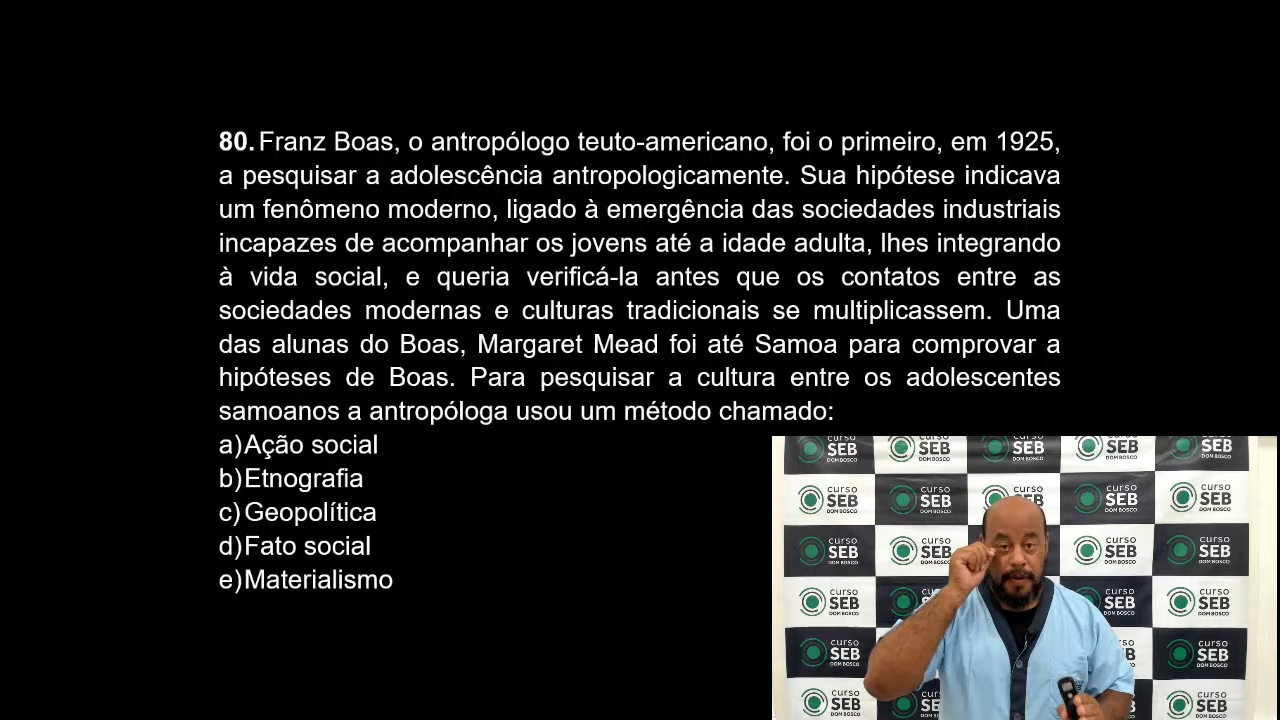 80. Franz Boas, o antropólogo teuto-americano, foi o primeiro, em 1925,
a pesquisar a adolescência antropologicamente. Sua hipótese indicava
um fenômeno moderno, ligado à emergência das sociedades industriais
incapazes de acompanhar os jovens até a idade adulta, lhes integrando
à vida social, e queria verificá-la antes que os contatos entre as
sociedades modernas e culturas tradicionais se multiplicassem. Uma
das alunas do Boas, Margaret Mead foi até Samoa para comprovar a
hipóteses de Boas. Para pesquisar a cultura entre os adolescentes
samoanos a antropóloga usou um método chamado:
a) Ação social
b) Etnografia
c) Geopolítica
d) Fato social
e) Materialismo
curso
SEB
DOM BOSCO